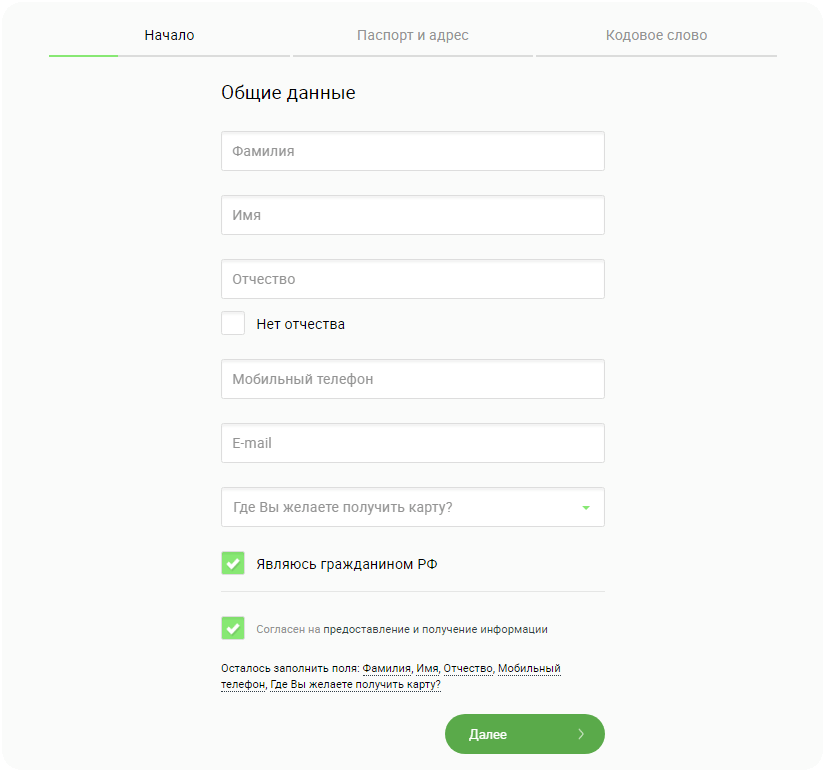 Начало
Паспорт и адрес
Кодовое слово
Общие данные
Фамилия
Имя
Отчество
Нет отчества
Мобильный телефон
E-mail
Где Вы желаете получить карту?
Являюсь гражданином РФ
Согласен на предоставление и получение информации
Осталось заполнить поля: Фамилия, Имя, Отчество, Мобильный
телефон, Где Вы желаете получить карту?
Далее